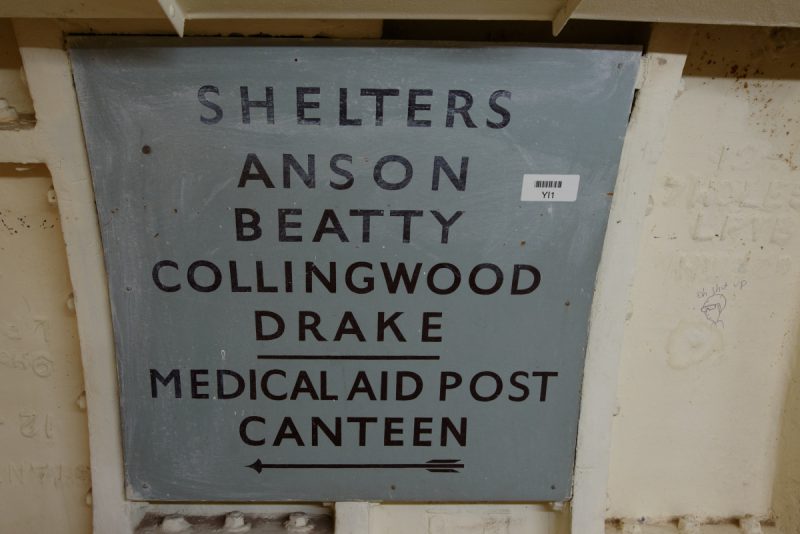 SHELTERS
ANSON
BEATTY
COLLINGWOOD
DRAKE
MEDICAL AID POST
CANTEEN
YI1